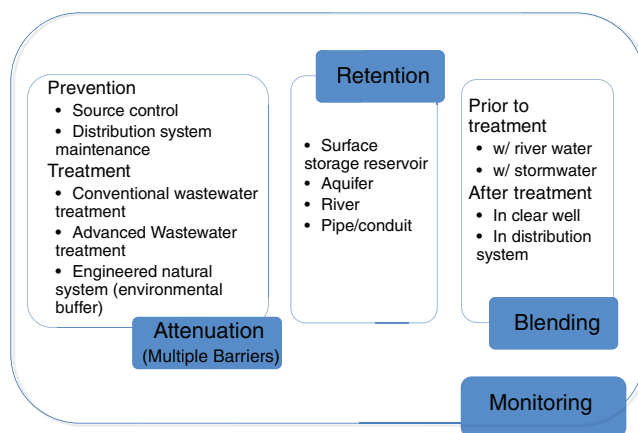 Prevention
• Source control
• Distribution system
maintenance
Treatment
• Conventional wastewater
treatment
• Advanced Wastewater
treatment
• Engineered natural
system (environmental
buffer)
Attenuation
(Multiple Barriers)
Retention
• Surface
storage reservoir
• Aquifer
• River
• Pipe/conduit
Prior to
treatment
• w/ river water
• w/ stormwater
After treatment
• In clear well
• In distribution
system
Blending
Monitoring